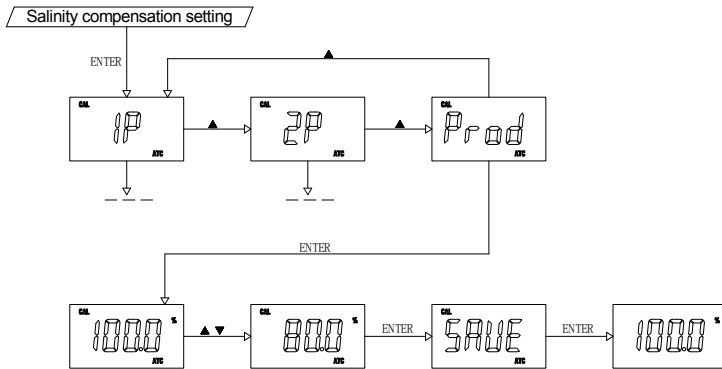 Salinity compensation setting
ENTER
▲
CAL
1P
ATC
▲
CAL
2P
ATC
▲
CAL
Prod
ATC
ENTER
CAL
100.0
%
ATC
▲ ▼
CAL
80.0
%
ATC
ENTER
CAL
SAVE
ATC
ENTER
100.0
%